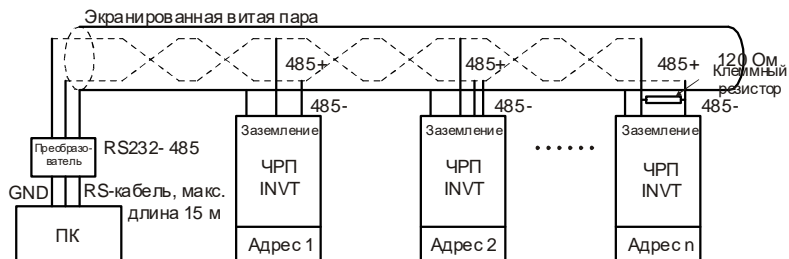 Экранированная витая пара
485+
485+
485+
120 Ом
Клеммный
резистор
485-
485-
485-
Заземление
Заземление
Заземление
Преобразо-
ватель
RS232- 485
ЧРП
INVT
ЧРП
INVT
ЧРП
INVT
GND
RS-кабель, макс.
длина 15 м
ПК
Адрес 1
Адрес 2
Адрес n